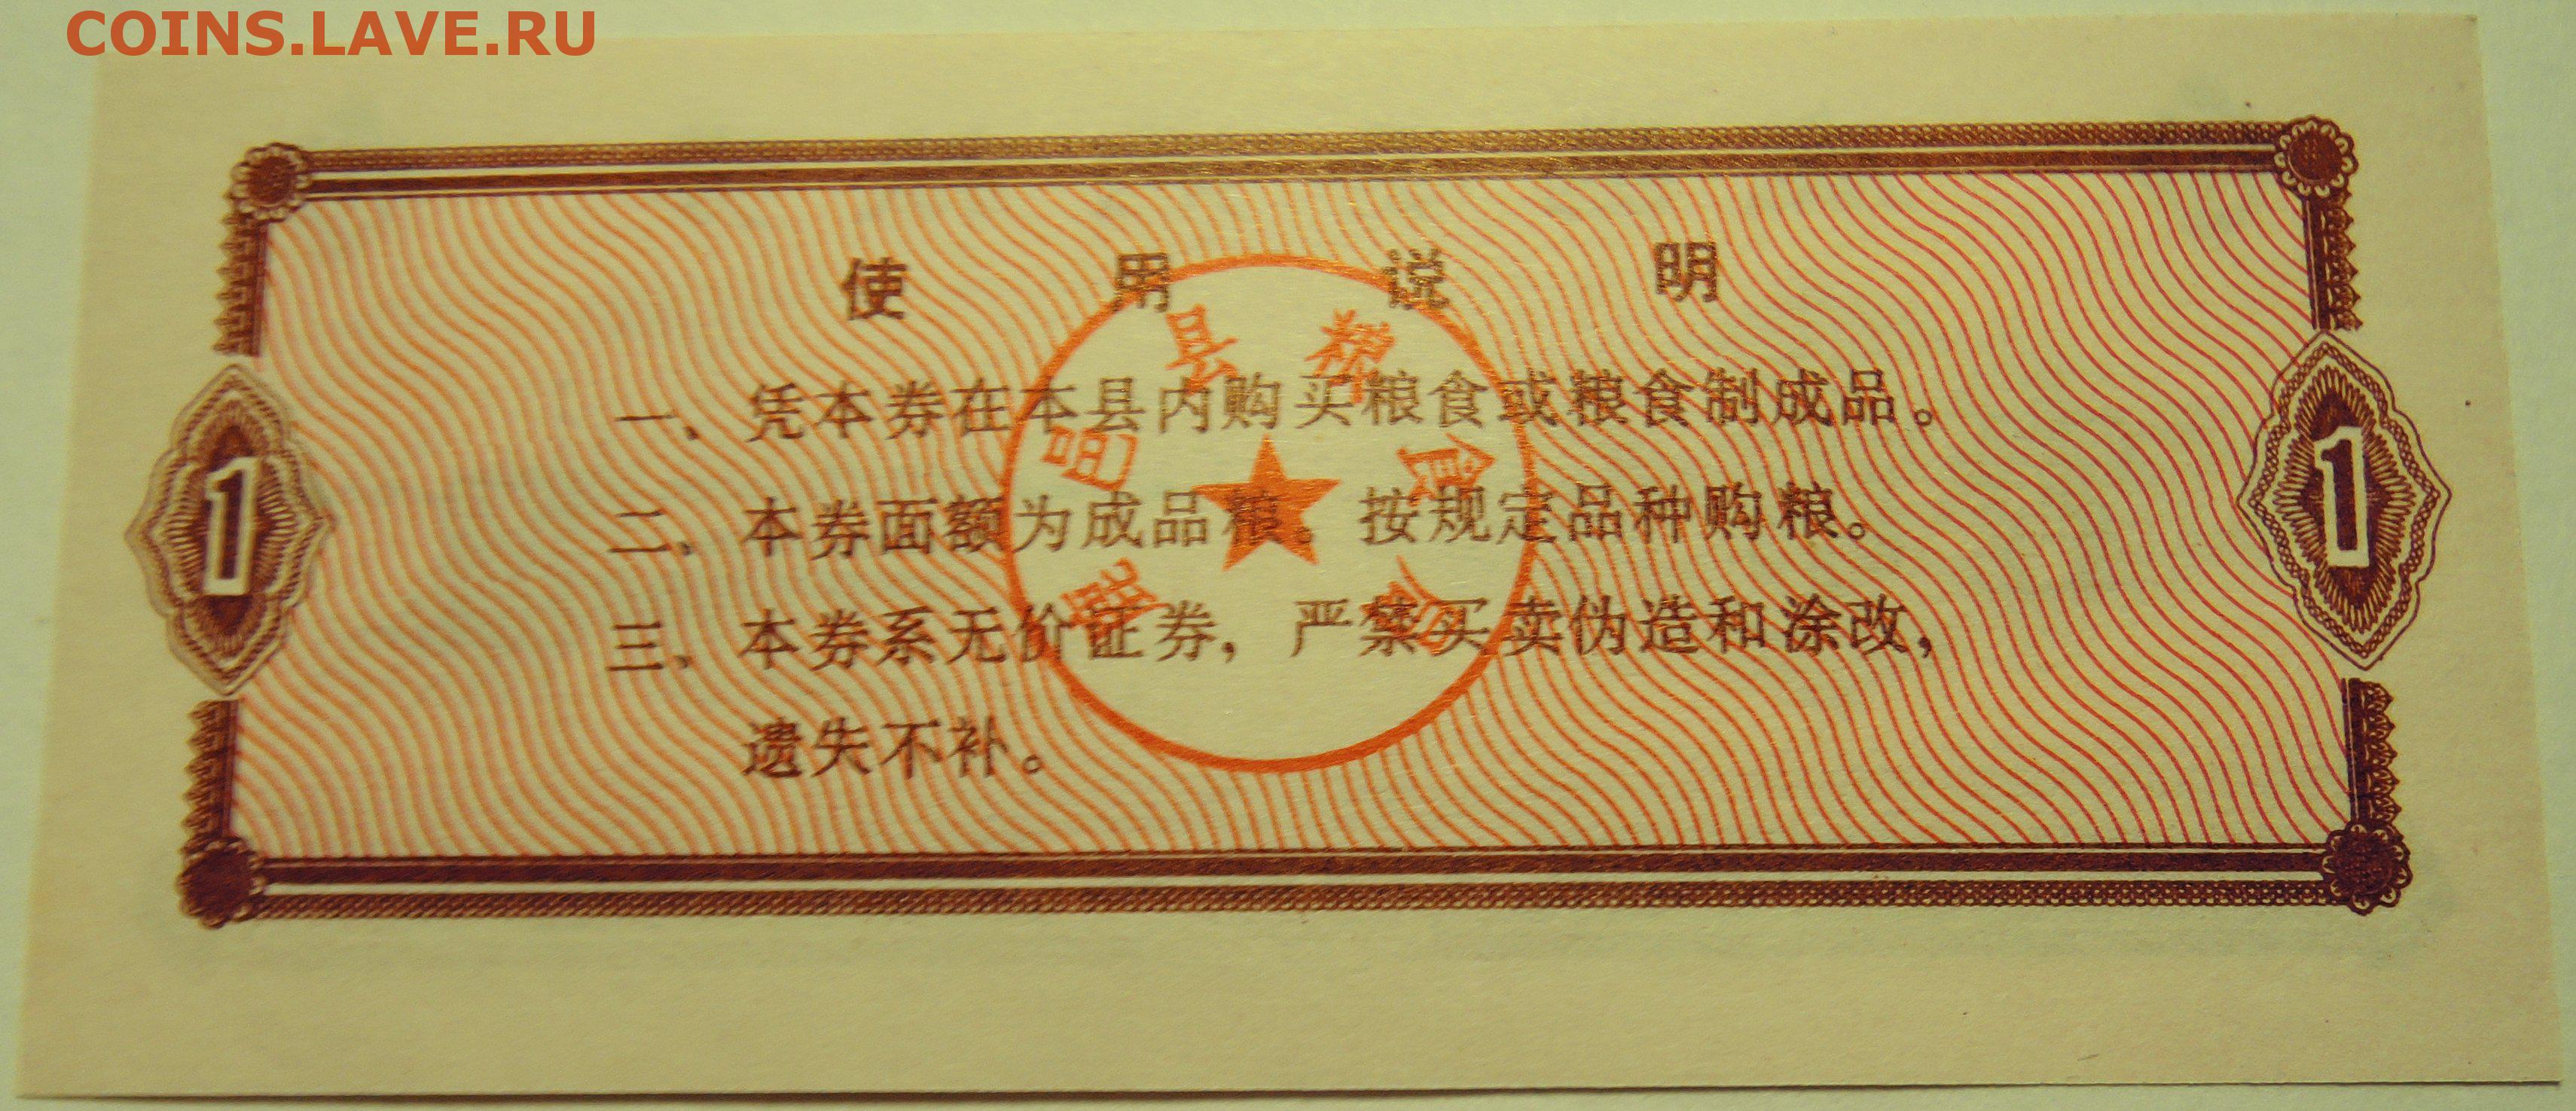 COINS.LAVE.RU
使用说明
一、凭本券在本县内购买粮食或粮食制成品。
二、本券面额为成品粮。按规定品种购粮。
三、本券系无价证券，严禁买卖伪造和涂改，
遗失不补。
县粮食
1
1